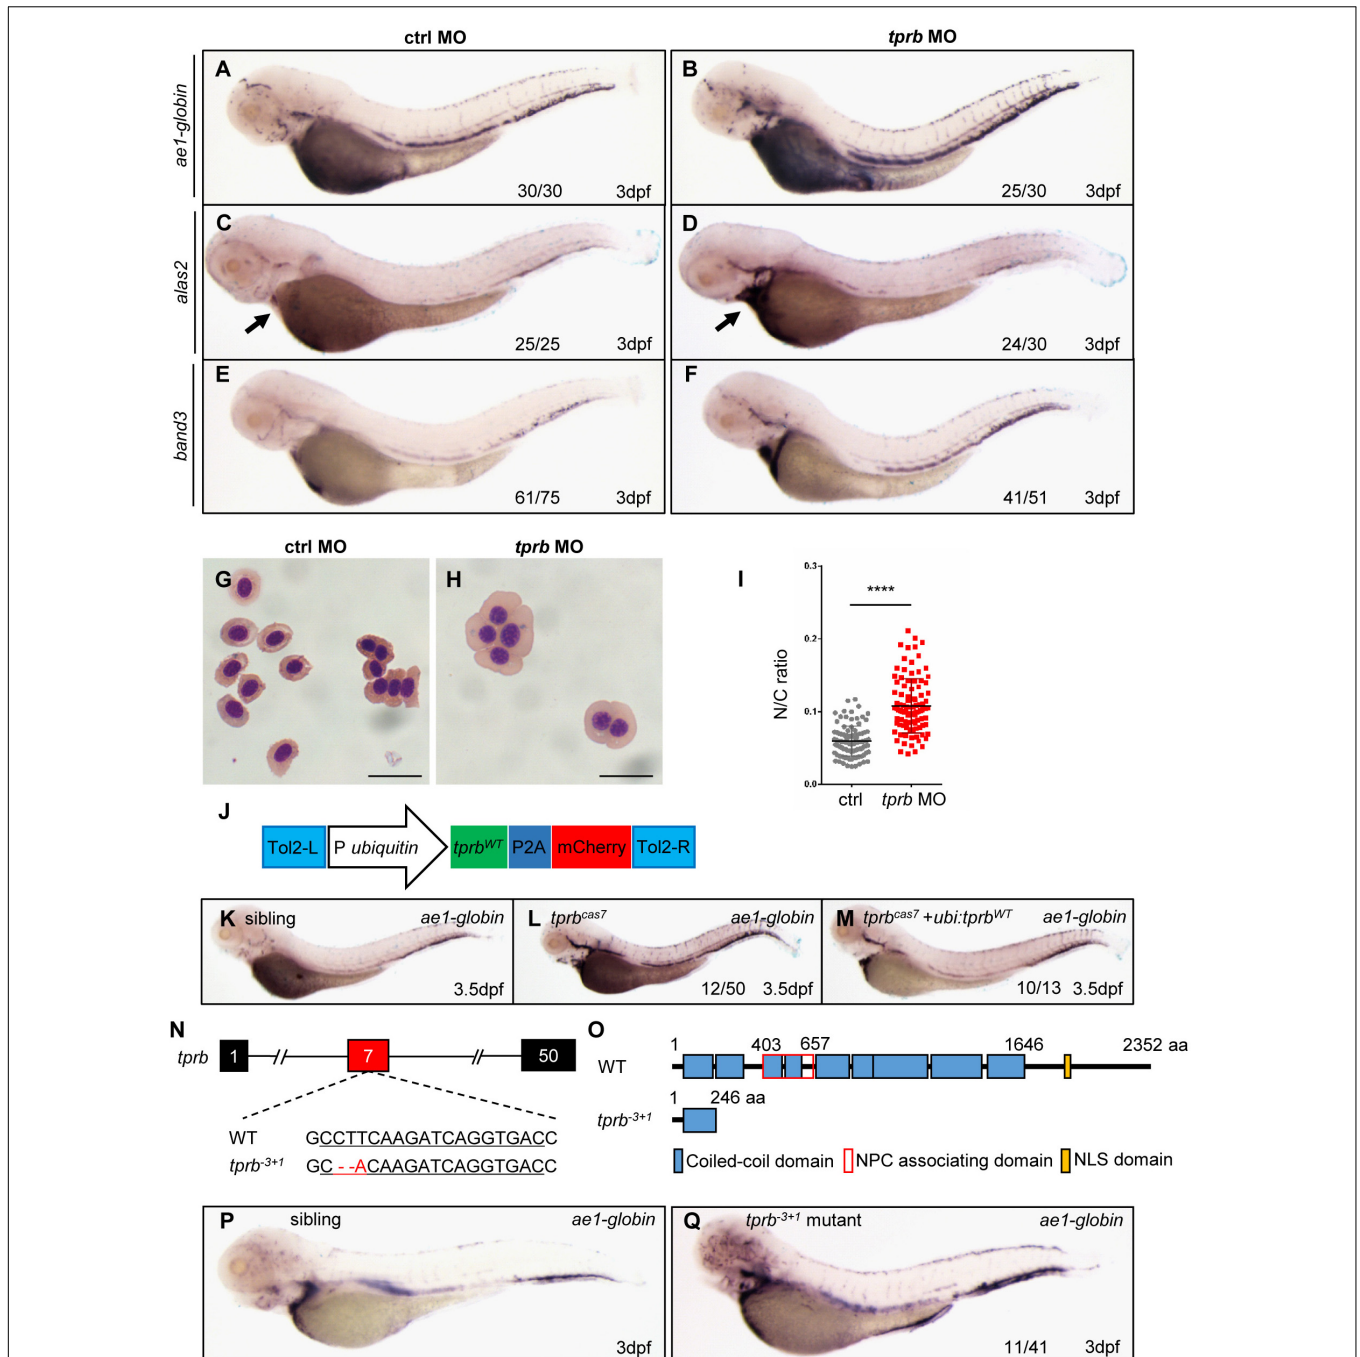 ctrl MO tprb MO
ae1-globin
A
30/30 3dpf
B
25/30 3dpf
alas2
C
25/25 3dpf
D
24/30 3dpf
band3
E
61/75 3dpf
F
41/51 3dpf
ctrl MO tprb MO
G
H
I
0.3
0.2
0.1
0.0
N/C ratio
****
ctrl tprb MO
J
Tol2-L P ubiquitin tprbWT P2A mCherry Tol2-R
K sibling ae1-globin
3.5dpf
L tprbcas7 ae1-globin
12/50 3.5dpf
M tprbcas7 +ubi:tprbWT ae1-globin
10/13 3.5dpf
N
tprb 1 // 7 // 50
WT GCCTTCAAGATCAGGTGACC
tprb-3+1 GC--ACAAGATCAGGTGACC
O
1 403 657 1646 2352 aa
WT
1 246 aa
tprb-3+1
Coiled-coil domain NPC associating domain NLS domain
P sibling ae1-globin
3dpf
Q tprb-3+1 mutant ae1-globin
11/41 3dpf